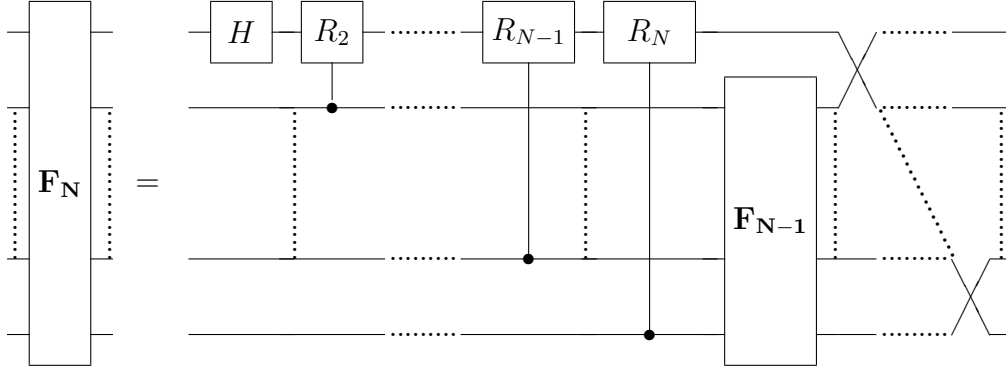 H R_2 R_{N-1} R_N
F_N = F_{N-1}